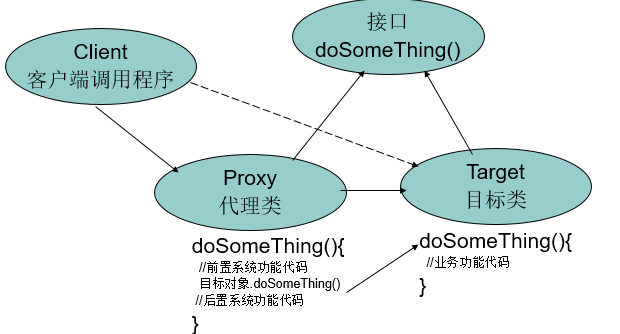 Client
客户端调用程序
接口
doSomeThing()
Proxy
代理类
Target
目标类
doSomeThing(){
//前置系统功能代码
目标对象.doSomeThing()
//后置系统功能代码
}
doSomeThing(){
//业务功能代码
}